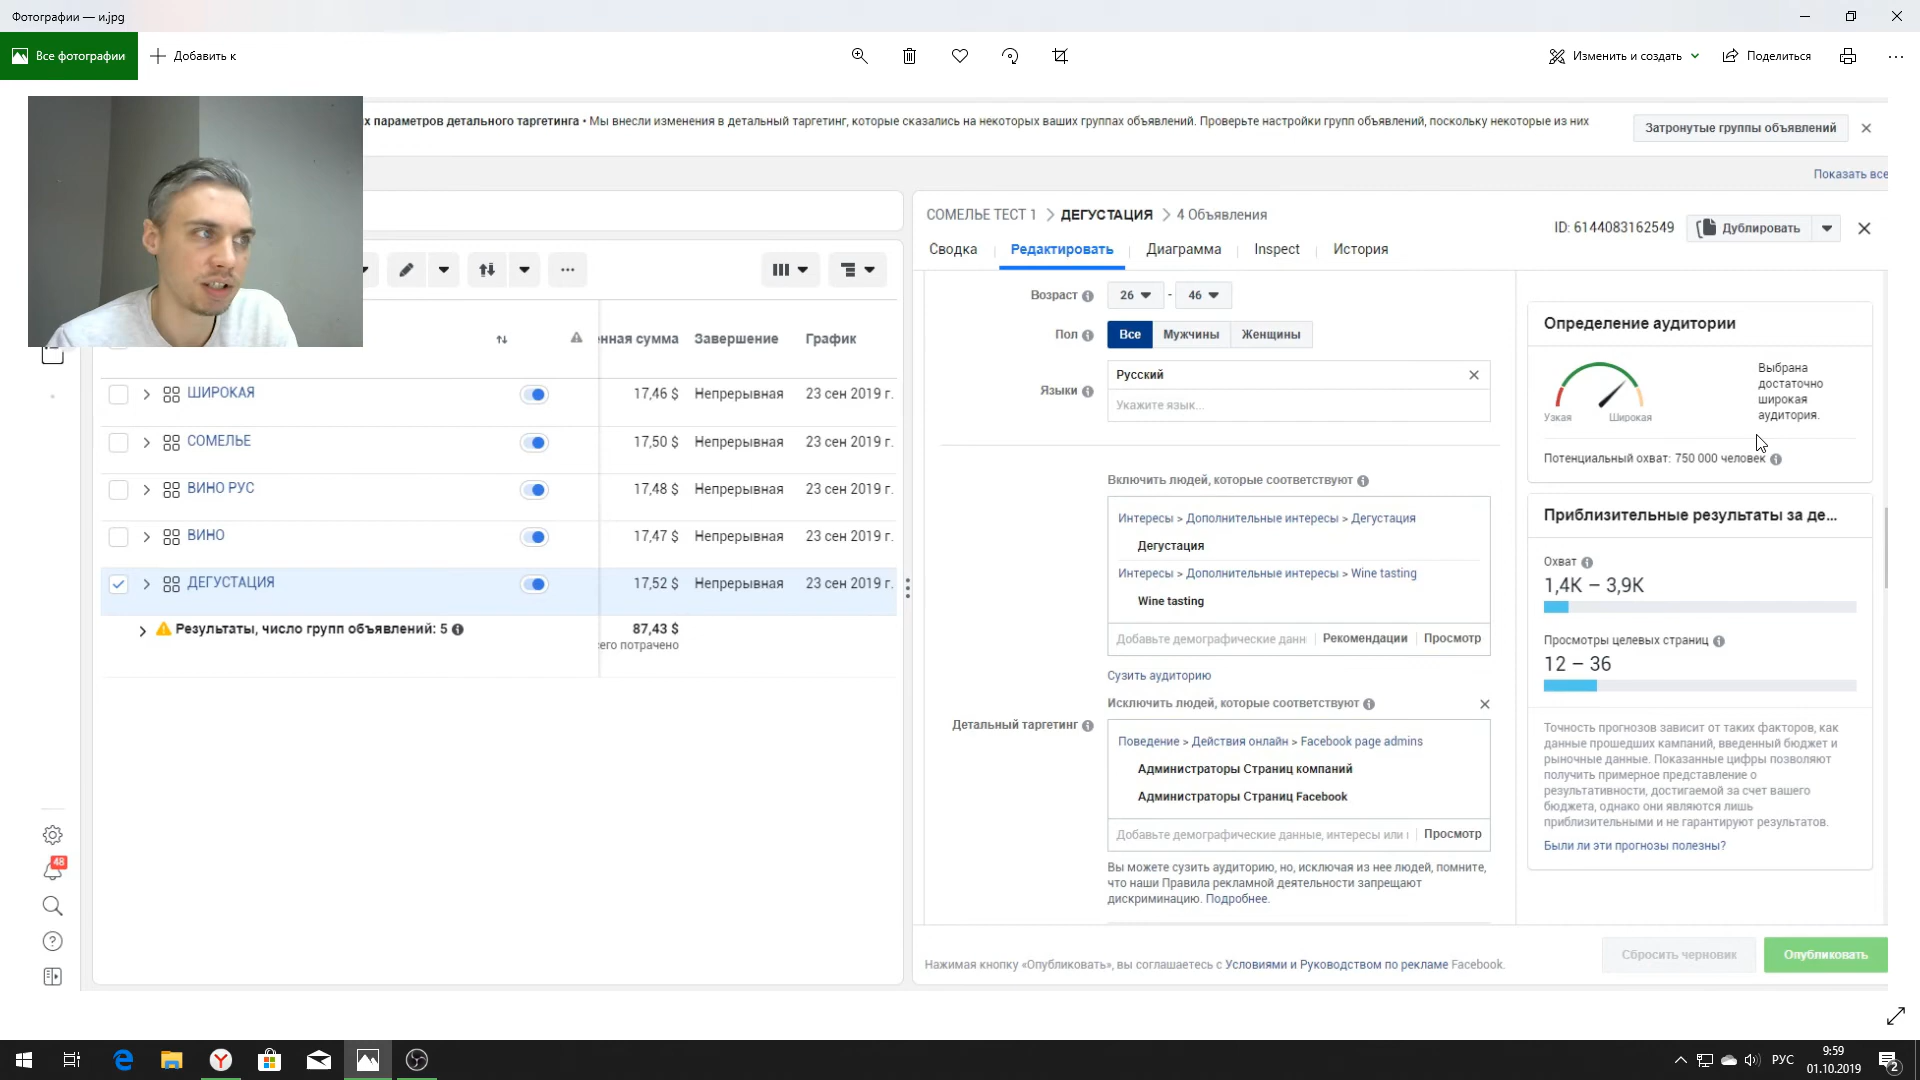 Фотографии — и.jpg
Все фотографии
Добавить к
Изменить и создать
Поделиться
х параметров детального таргетинга • Мы внесли изменения в детальный таргетинг, которые сказались на некоторых ваших группах объявлений. Проверьте настройки групп объявлений, поскольку некоторые из них
Затронутые группы объявлений
Показать все
СОМЕЛЬЕ ТЕСТ 1 > ДЕГУСТАЦИЯ > 4 Объявления
ID: 6144083162549
Дублировать
Сводка
Редактировать
Диаграмма
Inspect
История
нная сумма
Завершение
График
ШИРОКАЯ
17,46 $
Непрерывная
23 сен 2019 г.
СОМЕЛЬЕ
17,50 $
Непрерывная
23 сен 2019 г.
ВИНО РУС
17,48 $
Непрерывная
23 сен 2019 г.
ВИНО
17,47 $
Непрерывная
23 сен 2019 г.
ДЕГУСТАЦИЯ
17,52 $
Непрерывная
23 сен 2019 г.
Результаты, число групп объявлений: 5
87,43 $
его потрачено
Возраст
26
-
46
Пол
Все
Мужчины
Женщины
Языки
Русский
Укажите язык...
Включить людей, которые соответствуют
Интересы > Дополнительные интересы > Дегустация
Дегустация
Интересы > Дополнительные интересы > Wine tasting
Wine tasting
Добавьте демографические данн
Рекомендации
Просмотр
Сузить аудиторию
Исключить людей, которые соответствуют
Детальный таргетинг
Поведение > Действия онлайн > Facebook page admins
Администраторы Страниц компаний
Администраторы Страниц Facebook
Добавьте демографические данные, интересы или
Просмотр
Вы можете сузить аудиторию, но, исключая из нее людей, помните,
что наши Правила рекламной деятельности запрещают
дискриминацию. Подробнее.
Определение аудитории
Узкая
Широкая
Выбрана
достаточно
широкая
аудитория.
Потенциальный охват: 750 000 человек
Приблизительные результаты за де...
Охват
1,4K – 3,9K
Просмотры целевых страниц
12 – 36
Точность прогнозов зависит от таких факторов, как
данные прошедших кампаний, введенный бюджет и
рыночные данные. Показанные цифры позволяют
получить примерное представление о
результативности, достигаемой за счет вашего
бюджета, однако они являются лишь
приблизительными и не гарантируют результатов.
Были ли эти прогнозы полезны?
Нажимая кнопку «Опубликовать», вы соглашаетесь с Условиями и Руководством по рекламе Facebook.
Сбросить черновик
Опубликовать
48
РУС
9:59
01.10.2019
2